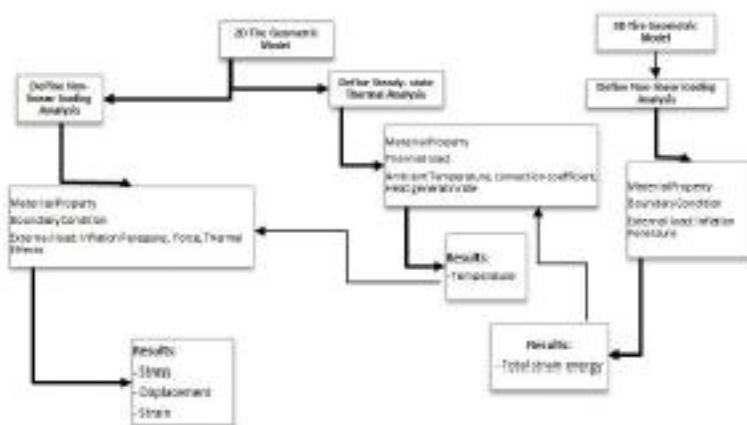 2D Tire Geometric
Model
3D Tire Geometric
Model
Define Non-
linear loading
Analysis
Define Steady-state
Thermal Analysis
Define Non-linear loading
Analysis
Material Property
Thermal load
Ambient Temperature, convection coefficient,
Heat generation
Material Property
Boundary Condition
External load: Inflation Force, Thermal
Effects
Material Property
Boundary Condition
External load: Inflation
Pressure
Results:
- Temperature
Results:
- Total strain energy
Results:
- Stress
- Displacement
- Strain